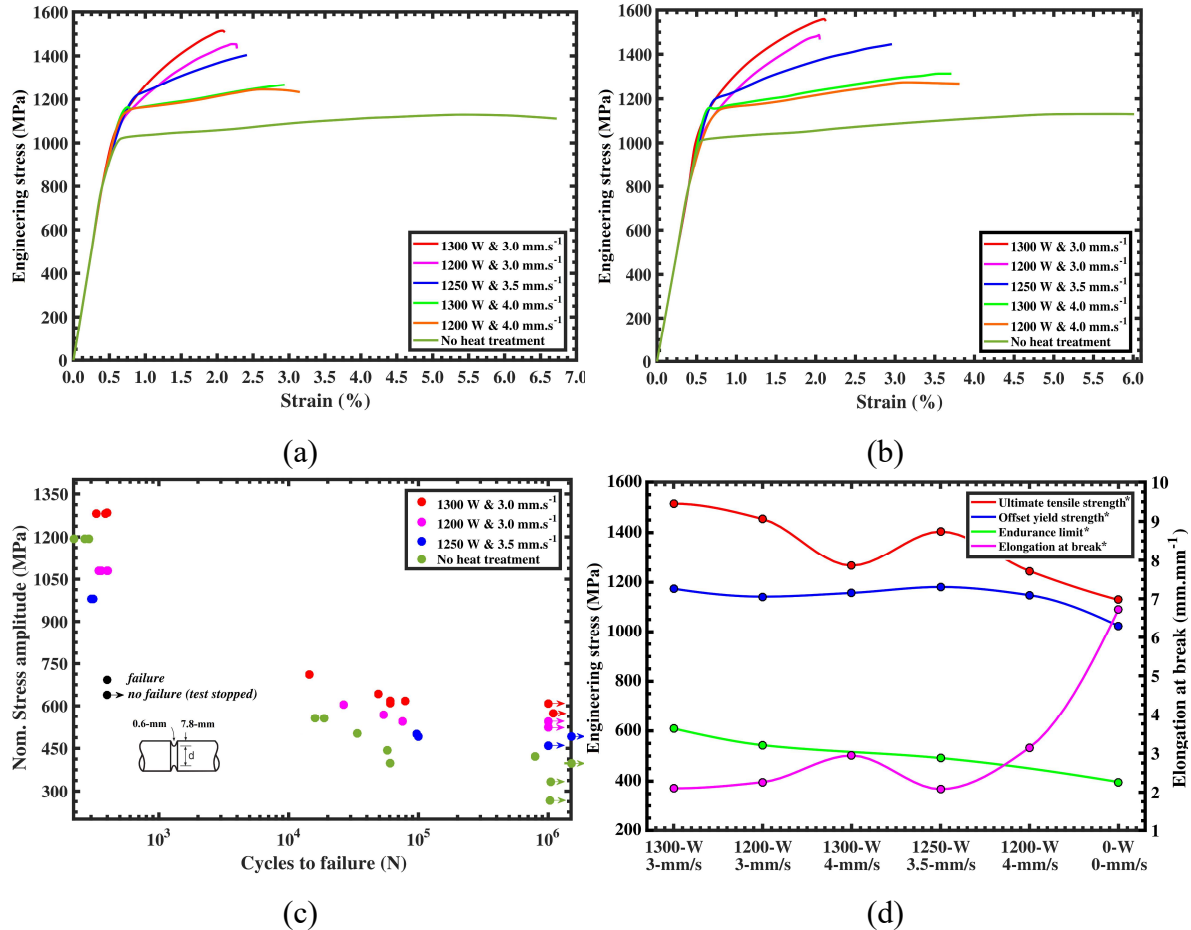 1600
1400
1200
1000
800
600
400
200
0
Engineering stress (MPa)
1300 W & 3.0 mm.s⁻¹
1200 W & 3.0 mm.s⁻¹
1250 W & 3.5 mm.s⁻¹
1300 W & 4.0 mm.s⁻¹
1200 W & 4.0 mm.s⁻¹
No heat treatment
0.0 0.5 1.0 1.5 2.0 2.5 3.0 3.5 4.0 4.5 5.0 5.5 6.0 6.5 7.0
Strain (%)
(a)
1600
1400
1200
1000
800
600
400
200
0
Engineering stress (MPa)
1300 W & 3.0 mm.s⁻¹
1200 W & 3.0 mm.s⁻¹
1250 W & 3.5 mm.s⁻¹
1300 W & 4.0 mm.s⁻¹
1200 W & 4.0 mm.s⁻¹
No heat treatment
0.0 0.5 1.0 1.5 2.0 2.5 3.0 3.5 4.0 4.5 5.0 5.5 6.0
Strain (%)
(b)
1350
1200
1050
900
750
600
450
300
Nom. Stress amplitude (MPa)
1300 W & 3.0 mm.s⁻¹
1200 W & 3.0 mm.s⁻¹
1250 W & 3.5 mm.s⁻¹
No heat treatment
failure
no failure (test stopped)
0.6-mm 7.8-mm
d
10³ 10⁴ 10⁵ 10⁶
Cycles to failure (N)
(c)
1600
1400
1200
1000
800
600
400
200
Engineering stress (MPa)
Ultimate tensile strength*
Offset yield strength*
Endurance limit*
Elongation at break*
10
9
8
7
6
5
4
3
2
1
Elongation at break (mm.mm⁻¹)
1300-W 1200-W 1300-W 1250-W 1200-W 0-W
3-mm/s 3-mm/s 4-mm/s 3.5-mm/s 4-mm/s 0-mm/s
(d)